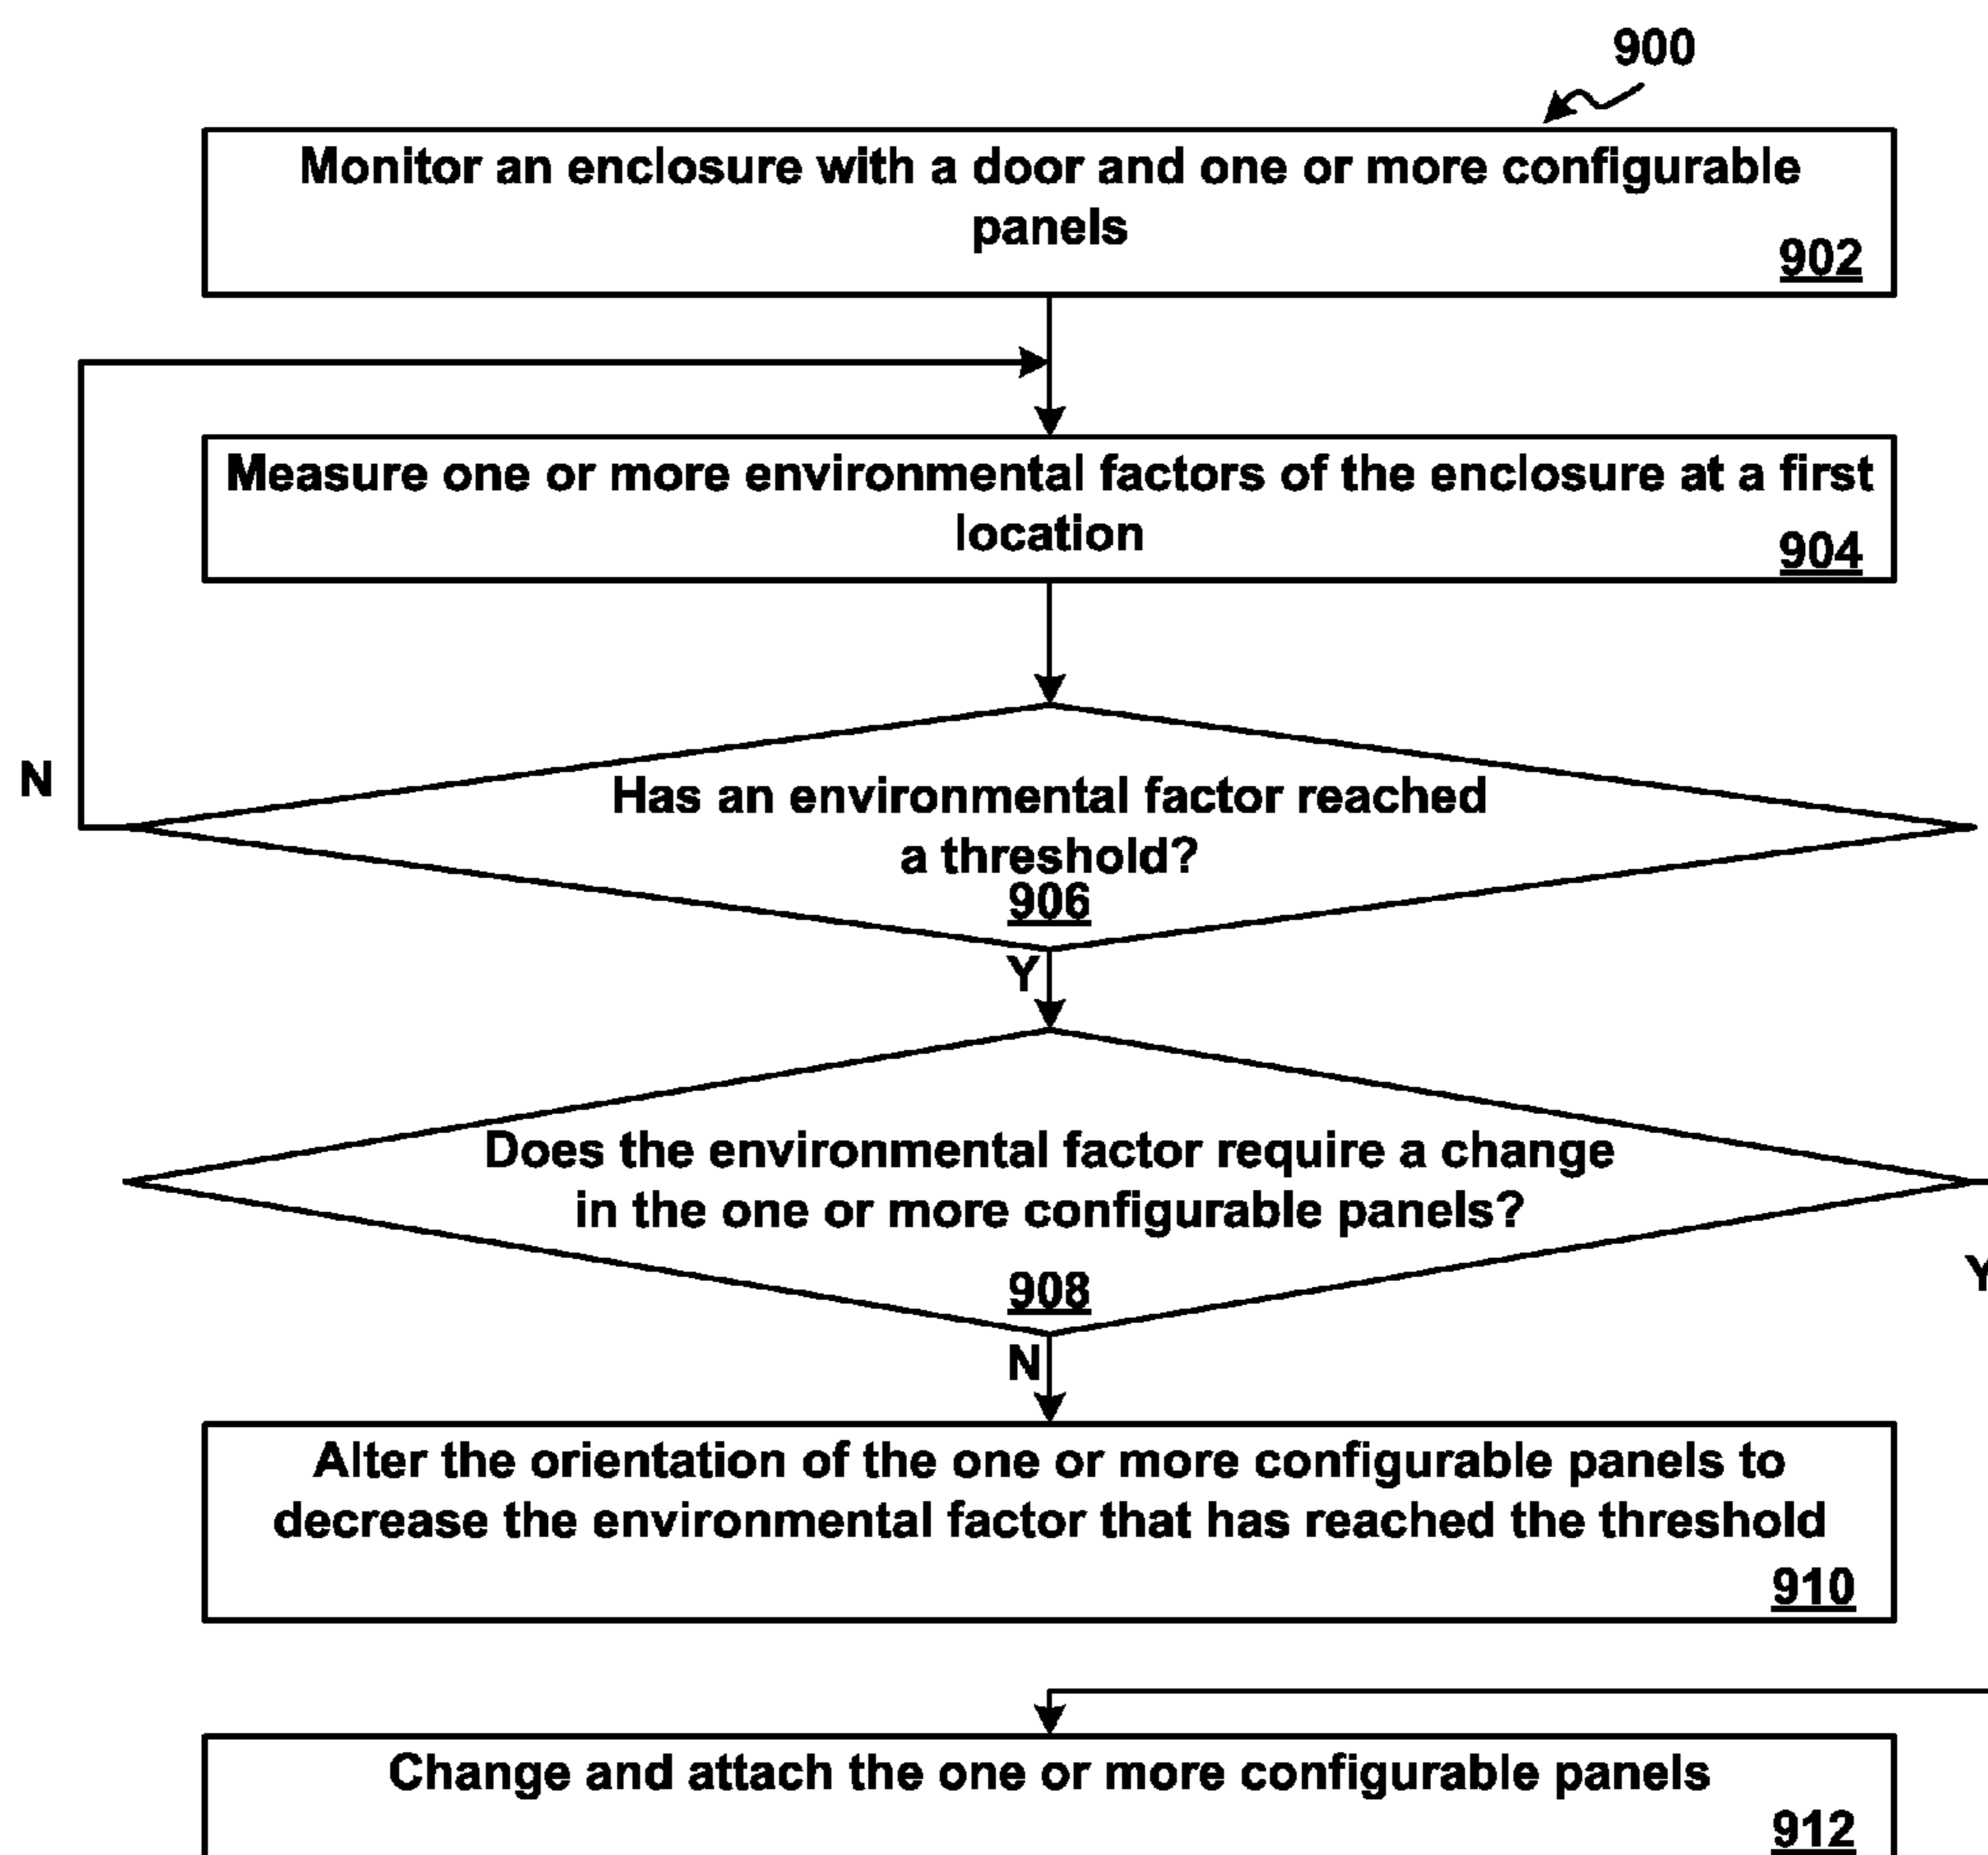 900
Monitor an enclosure with a door and one or more configurable
panels
902
Measure one or more environmental factors of the enclosure at a first
location
904
N
Has an environmental factor reached
a threshold?
906
Y
Does the environmental factor require a change
in the one or more configurable panels?
Y
908
N
Alter the orientation of the one or more configurable panels to
decrease the environmental factor that has reached the threshold
910
Change and attach the one or more configurable panels
912